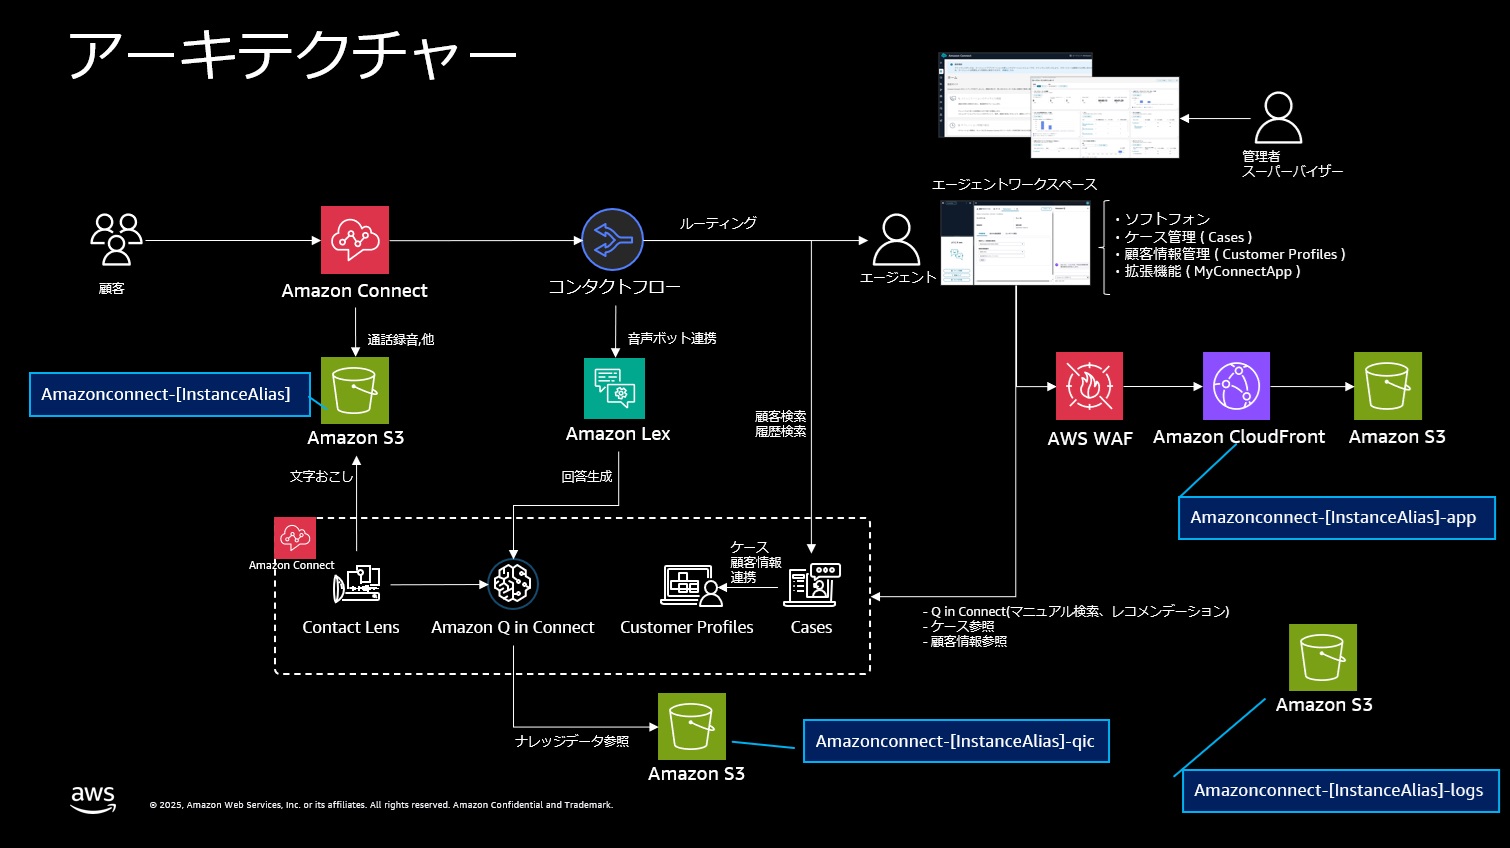 アーキテクチャー
管理者
スーパーバイザー
エージェントワークスペース
・ソフトフォン
・ケース管理 ( Cases )
・顧客情報管理 ( Customer Profiles )
・拡張機能 ( MyConnectApp )
顧客
Amazon Connect
コンタクトフロー
ルーティング
エージェント
通話録音,他
音声ボット連携
Amazonconnect-[InstanceAlias]
Amazon S3
Amazon Lex
顧客検索
履歴検索
AWS WAF
Amazon CloudFront
Amazon S3
Amazonconnect-[InstanceAlias]-app
文字おこし
回答生成
Amazon Connect
ケース
顧客情報
連携
Contact Lens
Amazon Q in Connect
Customer Profiles
Cases
- Q in Connect(マニュアル検索、レコメンデーション)
- ケース参照
- 顧客情報参照
ナレッジデータ参照
Amazon S3
Amazonconnect-[InstanceAlias]-qic
Amazon S3
Amazonconnect-[InstanceAlias]-logs
aws
© 2025, Amazon Web Services, Inc. or its affiliates. All rights reserved. Amazon Confidential and Trademark.